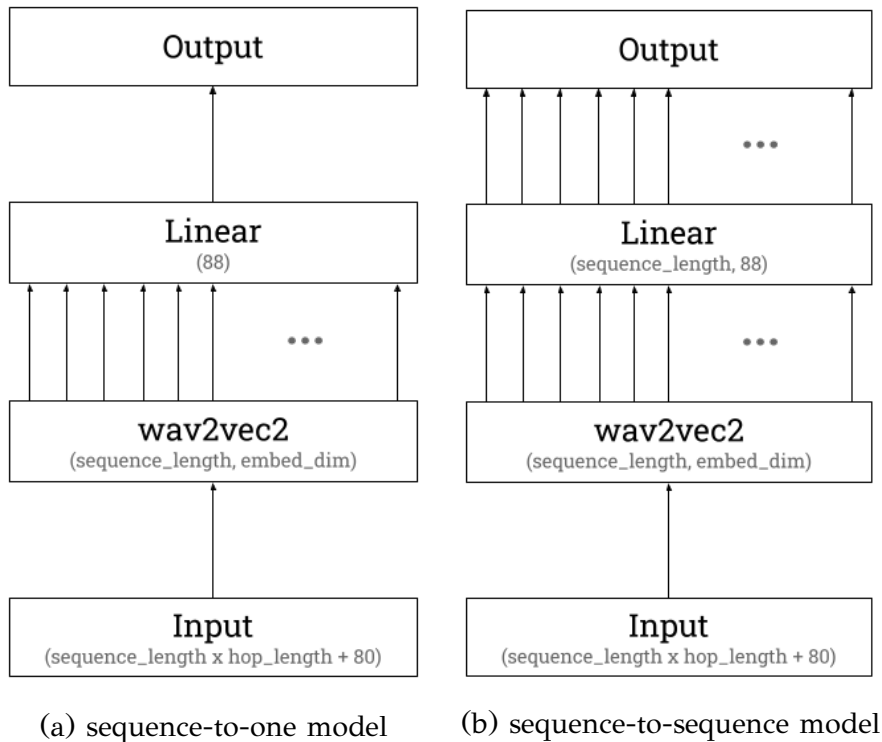 Output
Linear
(88)
...
wav2vec2
(sequence_length, embed_dim)
Input
(sequence_length x hop_length + 80)
(a) sequence-to-one model
Output
...
Linear
(sequence_length, 88)
...
wav2vec2
(sequence_length, embed_dim)
Input
(sequence_length x hop_length + 80)
(b) sequence-to-sequence model